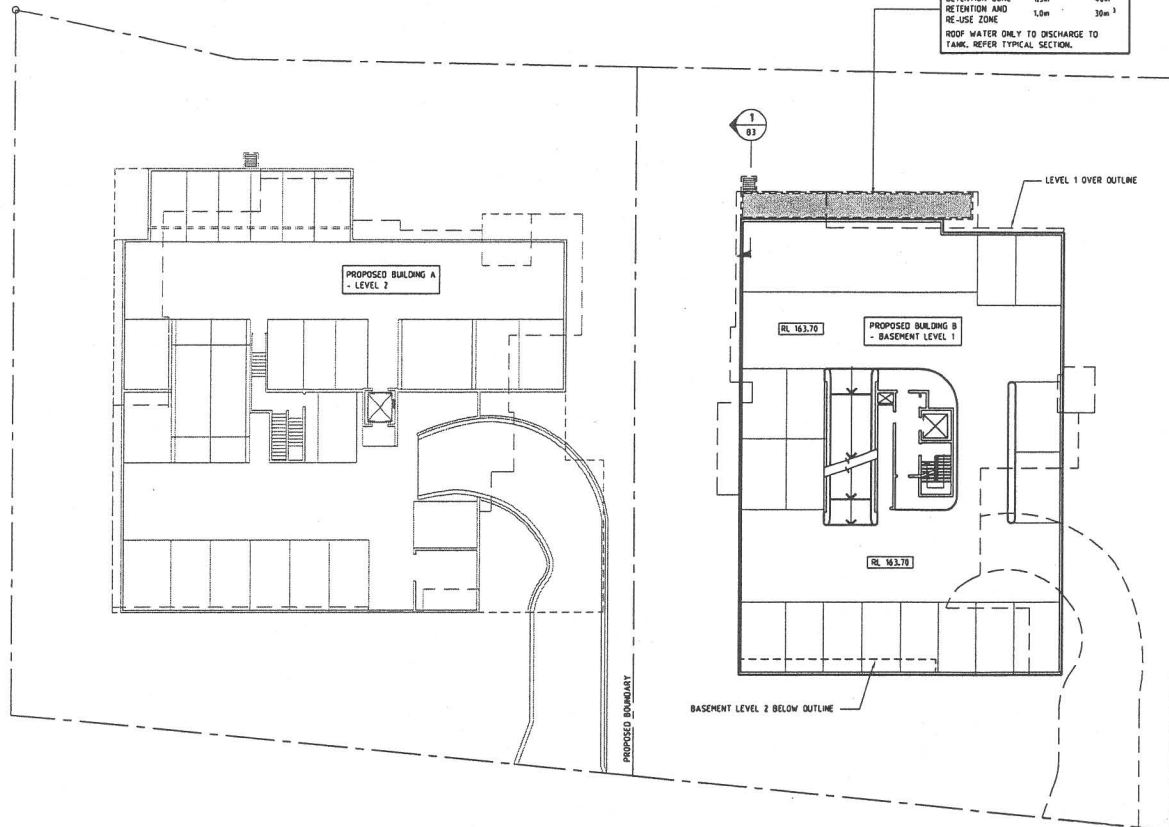 RETENTION AND 1.0m 30m³
RE-USE ZONE
ROOF WATER ONLY TO DISCHARGE TO
TANK. REFER TYPICAL SECTION.
1
B3
LEVEL 1 OVER OUTLINE
PROPOSED BUILDING A
- LEVEL 2
RL 163.70
PROPOSED BUILDING B
- BASEMENT LEVEL 1
RL 163.70
PROPOSED BOUNDARY
BASEMENT LEVEL 2 BELOW OUTLINE